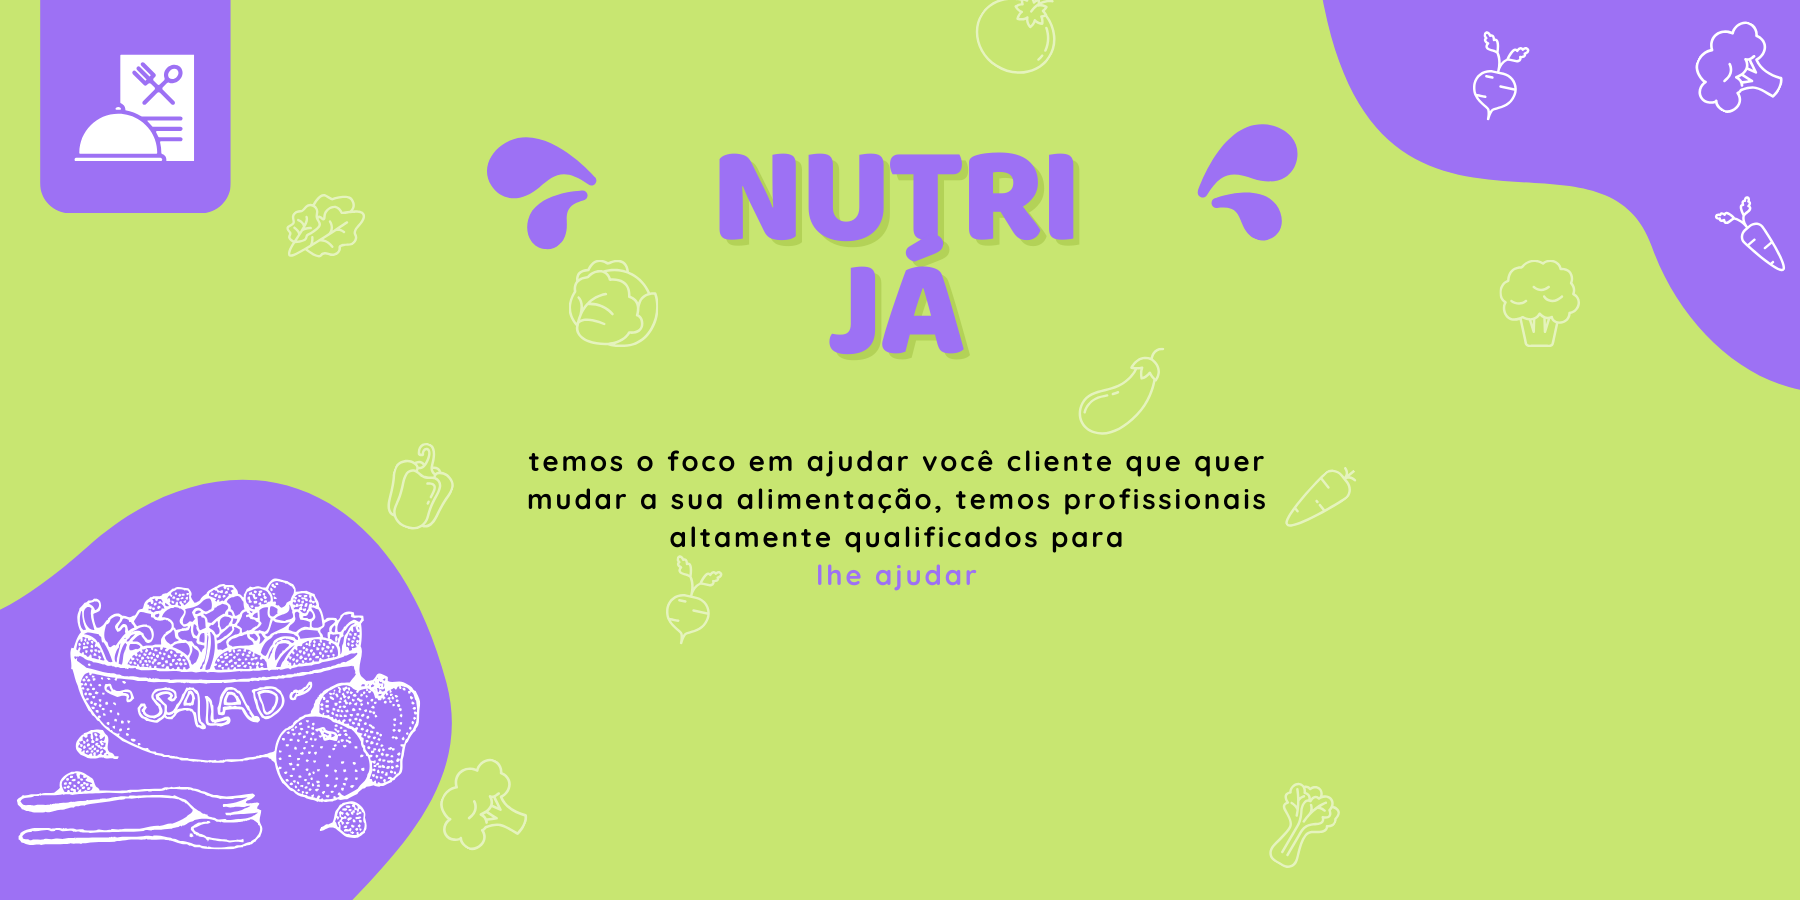 NUTRI
JÁ
temos o foco em ajudar você cliente que quer
mudar a sua alimentação, temos profissionais
altamente qualificados para
lhe ajudar
SALAD